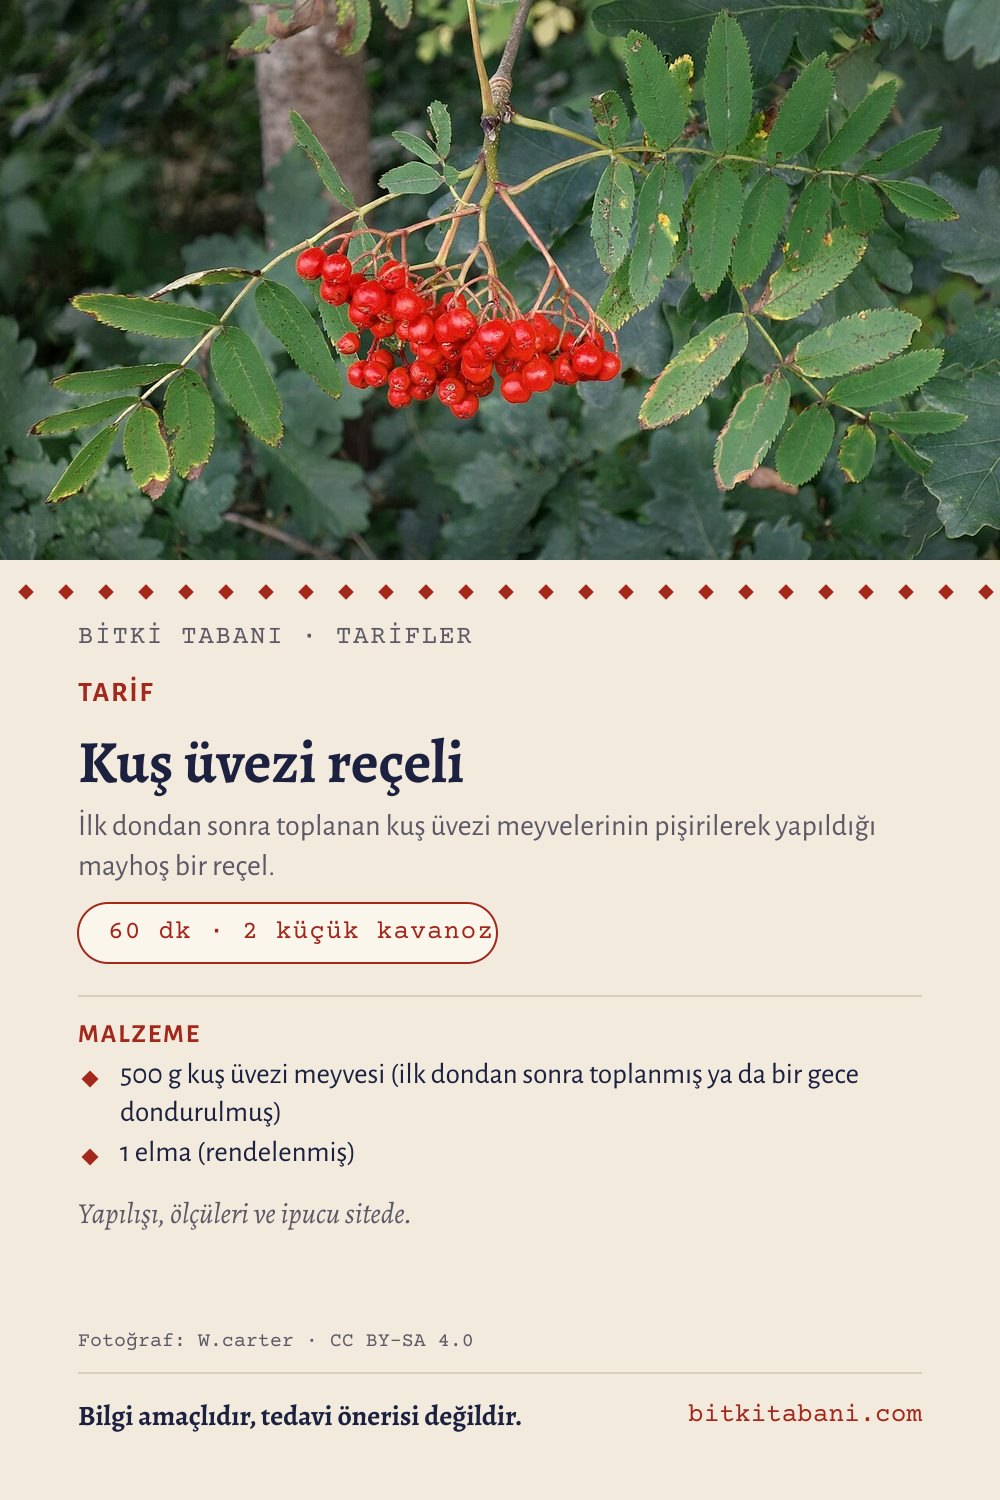 BİTKİ TABANI · TARİFLER
TARİF
Kuş üvezi reçeli
İlk dondan sonra toplanan kuş üvezi meyvelerinin pişirilerek yapıldığı
mayhoş bir reçel.
60 dk · 2 küçük kavanoz
MALZEME
500 g kuş üvezi meyvesi (ilk dondan sonra toplanmış ya da bir gece
dondurulmuş)
1 elma (rendelenmiş)
Yapılışı, ölçüleri ve ipucu sitede.
Fotoğraf: W.carter · CC BY-SA 4.0
Bilgi amaçlıdır, tedavi önerisi değildir.
bitkitabani.com